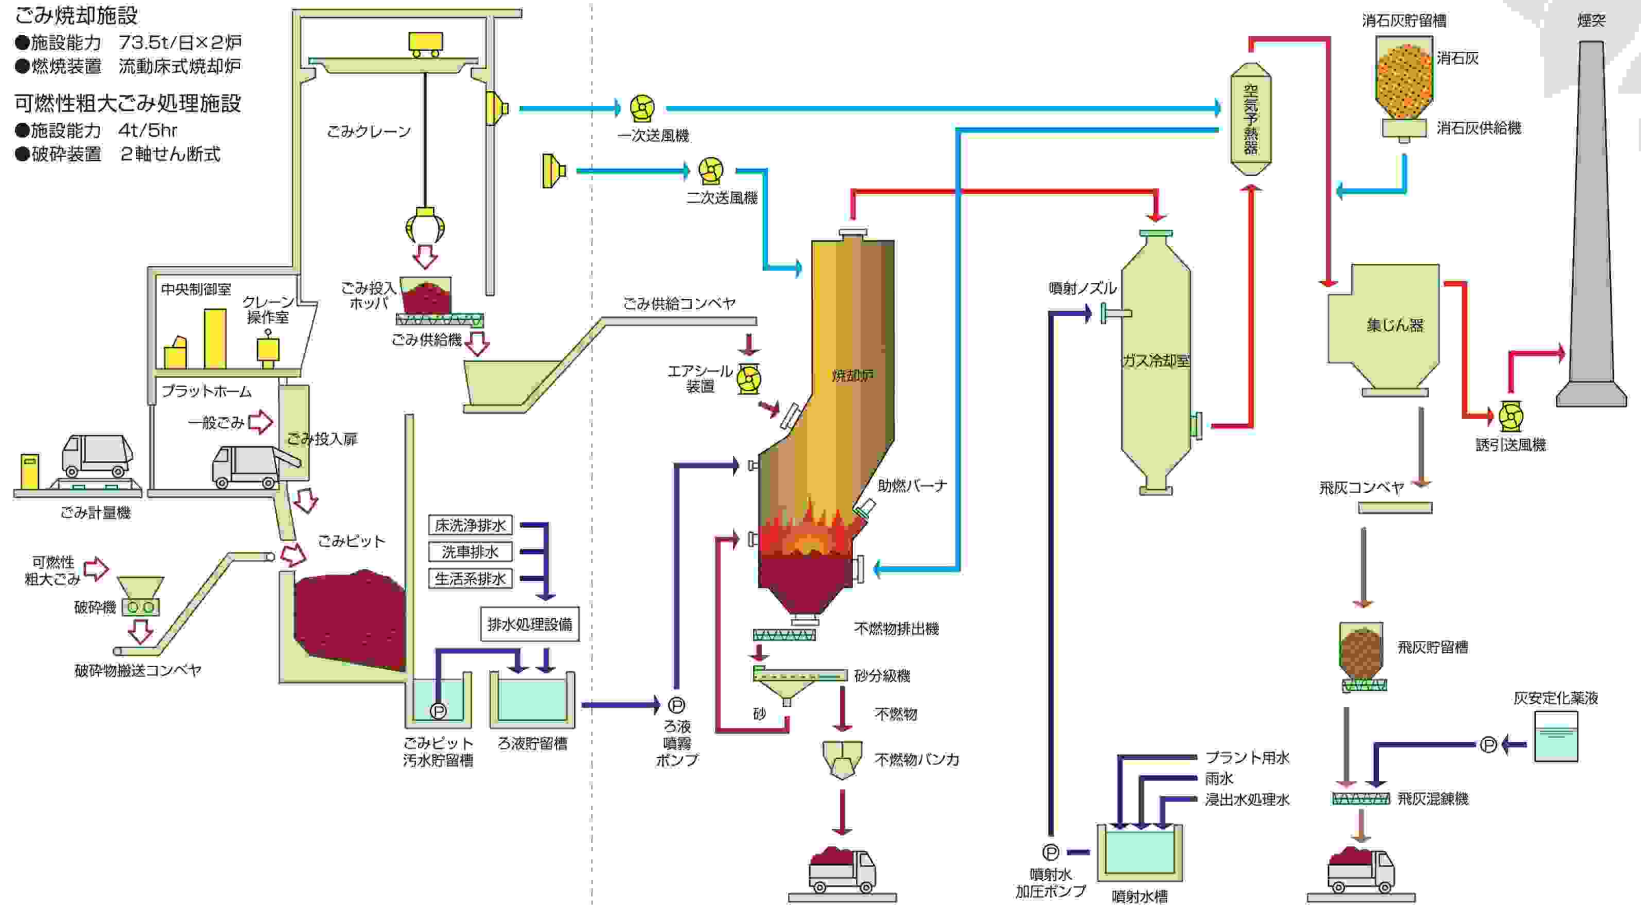 ごみ焼却施設
●施設能力　73.5t/日×2炉
●燃焼装置　流動床式焼却炉
可燃性粗大ごみ処理施設
●施設能力　4t/5hr
●破砕装置　2軸せん断式
ごみクレーン
一次送風機
二次送風機
空気予熱器
消石灰貯留槽
消石灰
消石灰供給機
煙突
中央制御室
クレーン
操作室
ごみ投入
ホッパ
ごみ供給機
ごみ供給コンベヤ
エアシール
装置
焼却炉
噴射ノズル
ガス冷却室
集じん器
誘引送風機
プラットホーム
一般ごみ
ごみ投入扉
ごみ計量機
助燃バーナ
飛灰コンベヤ
ごみピット
可燃性
粗大ごみ
破砕機
破砕物搬送コンベヤ
床洗浄排水
洗車排水
生活系排水
排水処理設備
P
ごみピット
汚水貯留槽
ろ液貯留槽
P
ろ液
噴霧
ポンプ
不燃物排出機
砂分級機
砂
不燃物
不燃物バンカ
飛灰貯留槽
灰安定化薬液
P
飛灰混錬機
プラント用水
雨水
浸出水処理水
P
噴射水
加圧ポンプ
噴射水槽